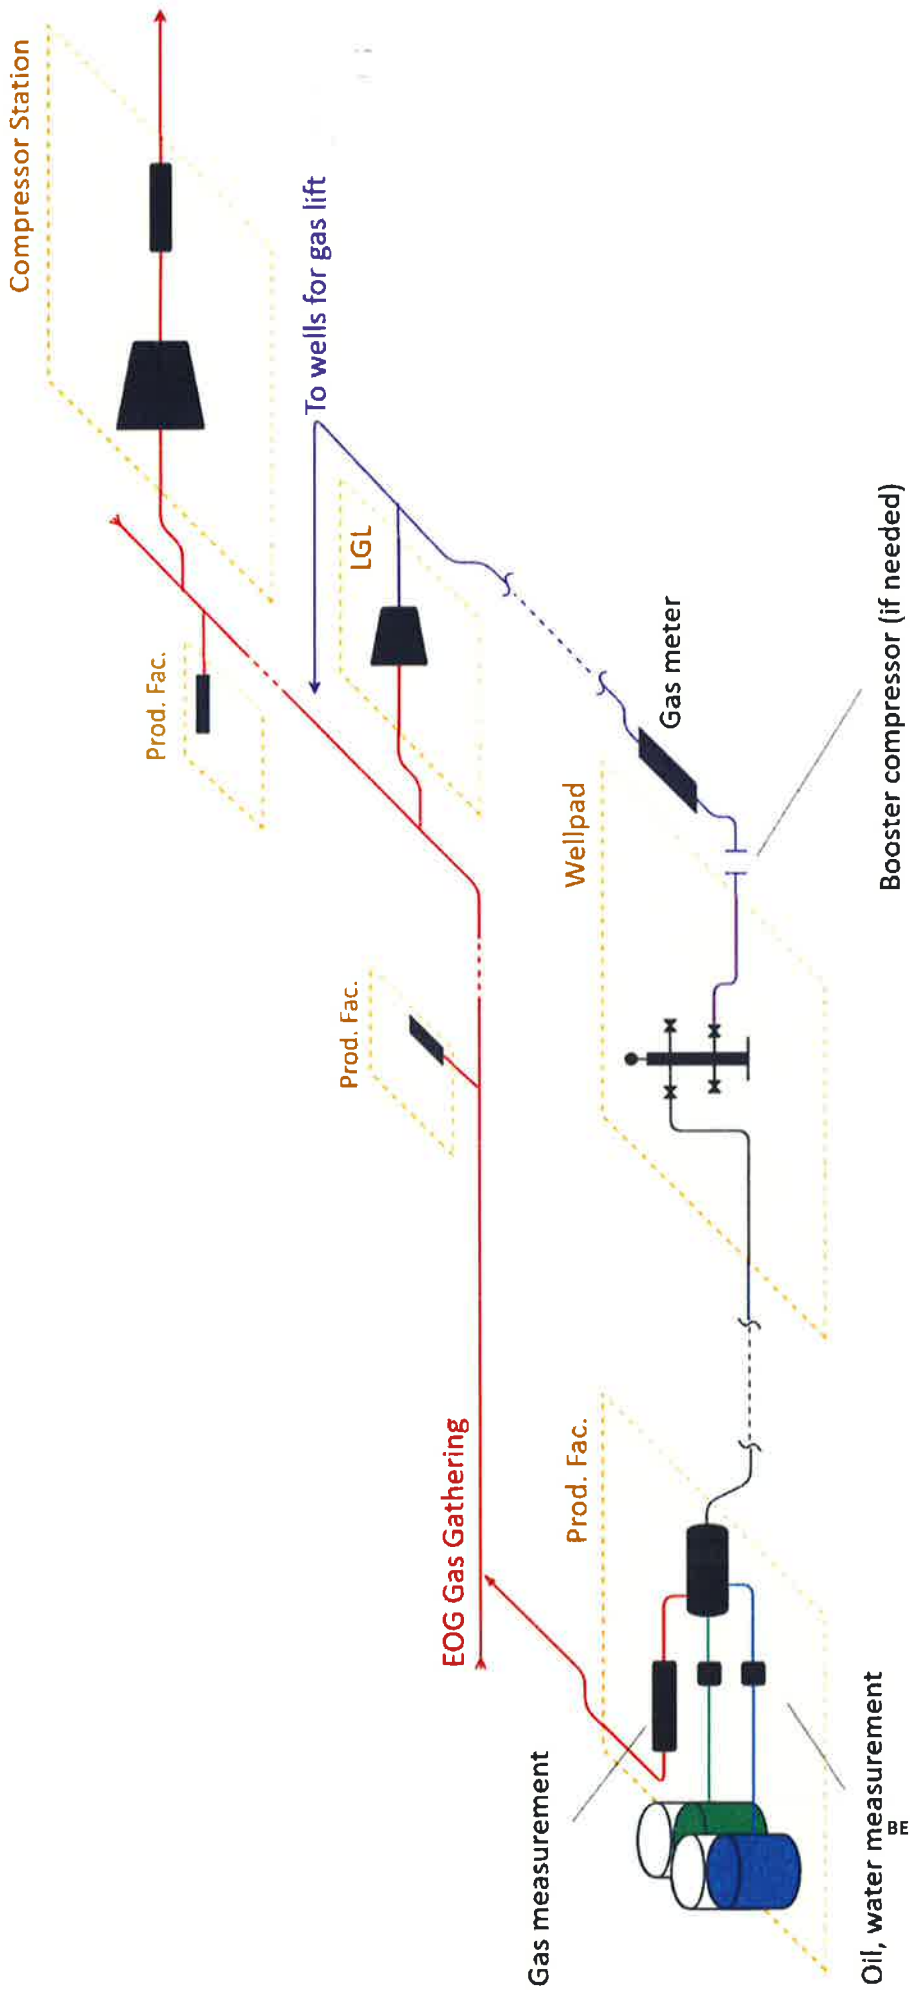 Compressor Station
To wells for gas lift
Prod. Fac.
LGL
Prod. Fac.
EOG Gas Gathering
Wellpad
Gas meter
Booster compressor (if needed)
Prod. Fac.
Gas measurement
Oil, water measurement
BE